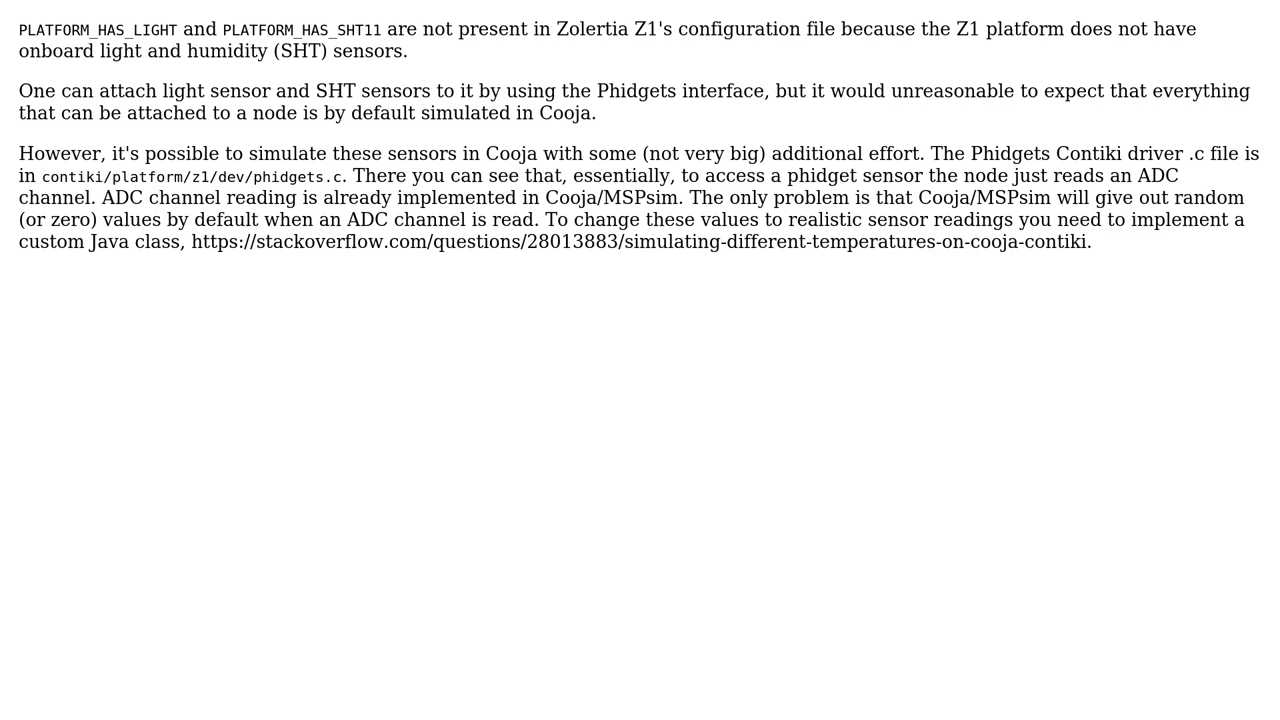 PLATFORM_HAS_LIGHT and PLATFORM_HAS_SHT11 are not present in Zolertia Z1's configuration file because the Z1 platform does not have
onboard light and humidity (SHT) sensors.
One can attach light sensor and SHT sensors to it by using the Phidgets interface, but it would unreasonable to expect that everything
that can be attached to a node is by default simulated in Cooja.
However, it's possible to simulate these sensors in Cooja with some (not very big) additional effort. The Phidgets Contiki driver .c file is
in contiki/platform/z1/dev/phidgets.c. There you can see that, essentially, to access a phidget sensor the node just reads an ADC
channel. ADC channel reading is already implemented in Cooja/MSPsim. The only problem is that Cooja/MSPsim will give out random
(or zero) values by default when an ADC channel is read. To change these values to realistic sensor readings you need to implement a
custom Java class, https://stackoverflow.com/questions/28013883/simulating-different-temperatures-on-cooja-contiki.